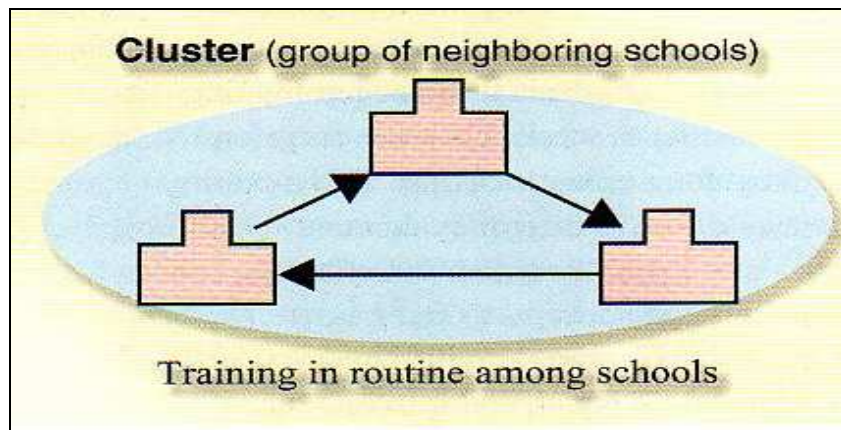 Cluster (group of neighboring schools)
Training in routine among schools